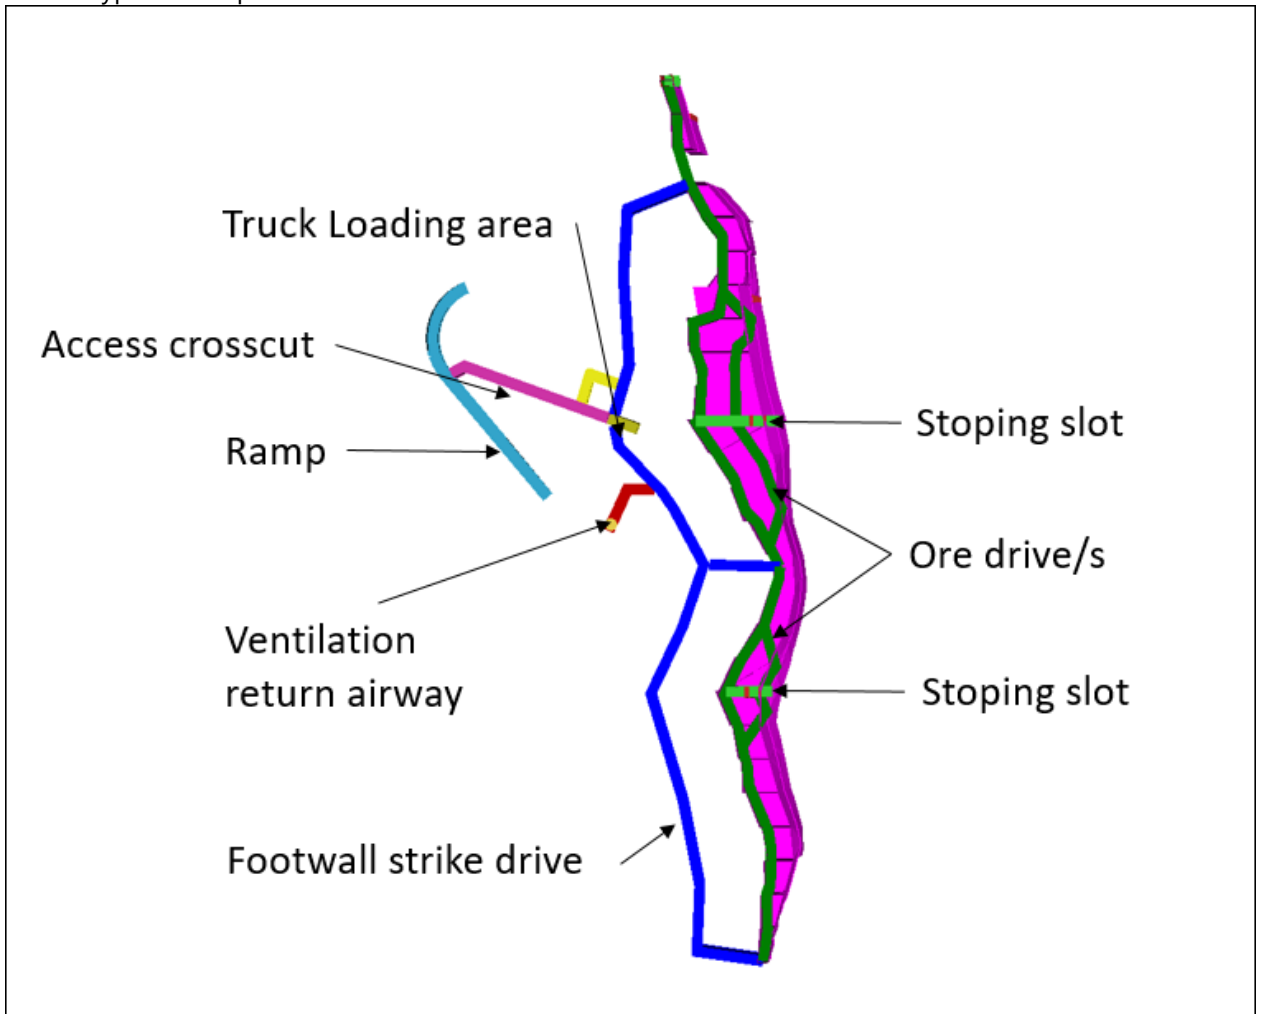 Truck Loading area
Access crosscut
Stoping slot
Ramp
Ore drive/s
Ventilation
return airway
Stoping slot
Footwall strike drive